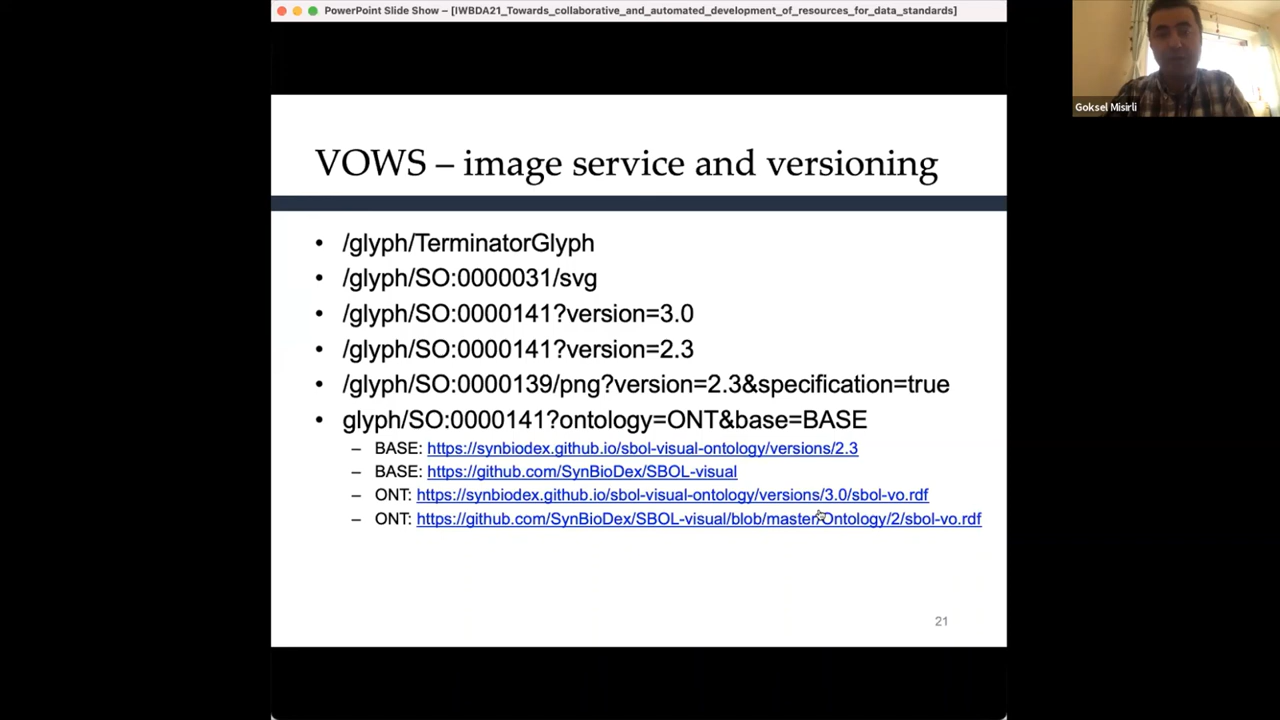 PowerPoint Slide Show – [IWBDA21_Towards_collaborative_and_automated_development_of_resources_for_data_standards]
Goksel Misirli
VOWS – image service and versioning
• /glyph/TerminatorGlyph
• /glyph/SO:0000031/svg
• /glyph/SO:0000141?version=3.0
• /glyph/SO:0000141?version=2.3
• /glyph/SO:0000139/png?version=2.3&specification=true
• glyph/SO:0000141?ontology=ONT&base=BASE
– BASE: https://synbiodex.github.io/sbol-visual-ontology/versions/2.3
– BASE: https://github.com/SynBioDex/SBOL-visual
– ONT: https://synbiodex.github.io/sbol-visual-ontology/versions/3.0/sbol-vo.rdf
– ONT: https://github.com/SynBioDex/SBOL-visual/blob/master/Ontology/2/sbol-vo.rdf
21